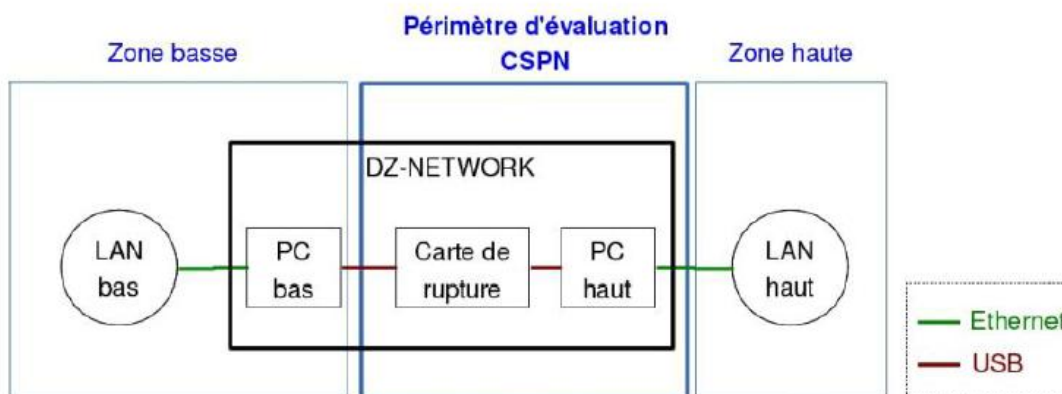 Périmètre d'évaluation
CSPN
Zone basse
Zone haute
DZ-NETWORK
LAN
bas
PC
bas
Carte de
rupture
PC
haut
LAN
haut
Ethernet
USB